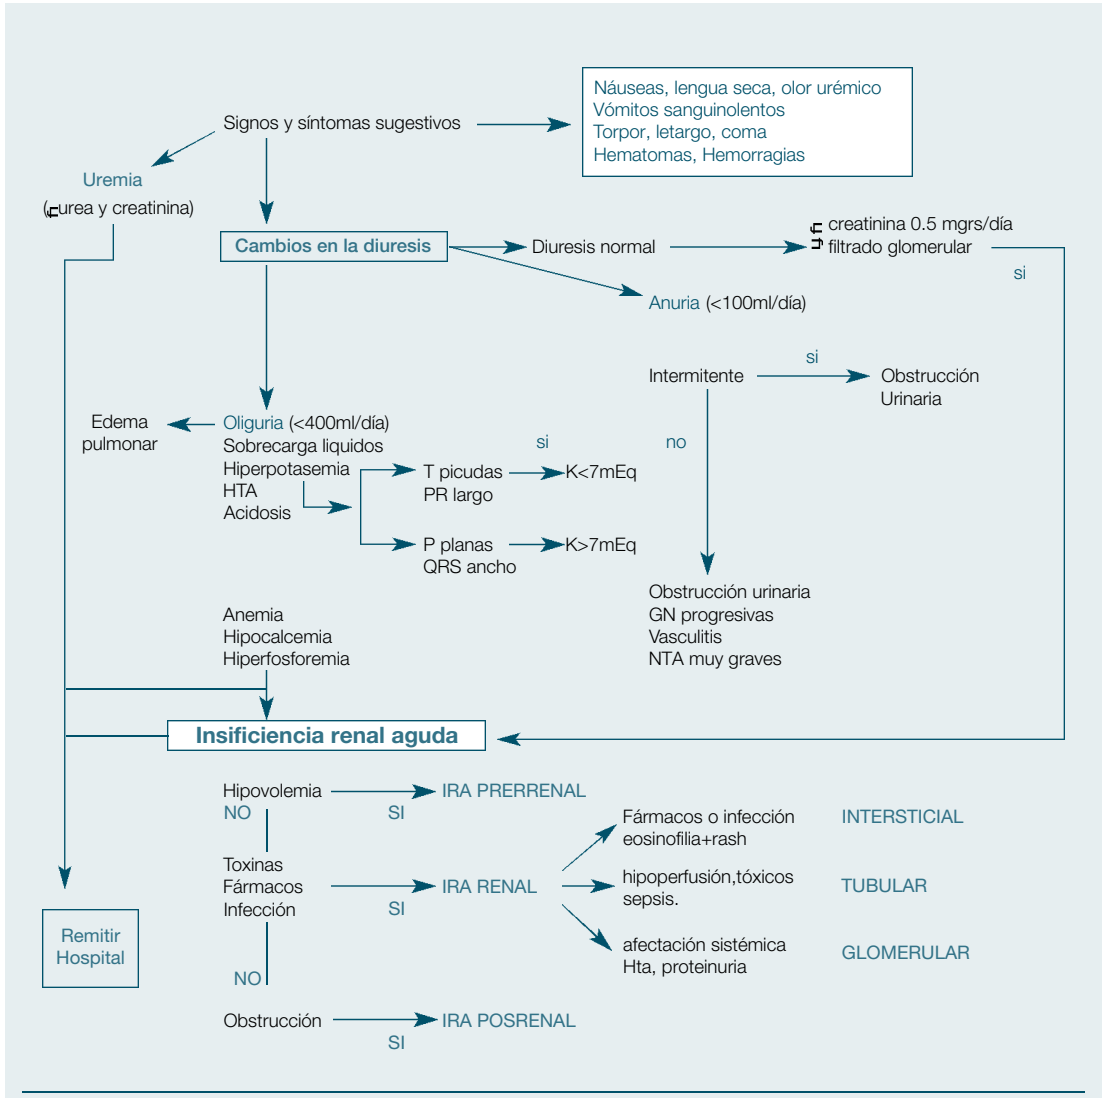 Signos y síntomas sugestivos
Náuseas, lengua seca, olor urémico
Vómitos sanguinolentos
Torpor, letargo, coma
Hematomas, Hemorragias
Uremia
(urea y creatinina)
Cambios en la diuresis
Diuresis normal
creatinina 0.5 mgrs/día
filtrado glomerular
si
Anuria (<100ml/día)
Intermitente
si
Obstrucción
Urinaria
no
Edema
pulmonar
Oliguria (<400ml/día)
Sobrecarga liquidos
Hiperpotasemia
HTA
Acidosis
T picudas
PR largo
si
K<7mEq
P planas
QRS ancho
K>7mEq
Obstrucción urinaria
GN progresivas
Vasculitis
NTA muy graves
Anemia
Hipocalcemia
Hiperfosforemia
Insificiencia renal aguda
Hipovolemia
NO
SI
IRA PRERRENAL
Toxinas
Fármacos
Infección
SI
IRA RENAL
Fármacos o infección
eosinofilia+rash
INTERSTICIAL
hipoperfusión,tóxicos
sepsis.
TUBULAR
afectación sistémica
Hta, proteinuria
GLOMERULAR
Remitir
Hospital
NO
Obstrucción
SI
IRA POSRENAL